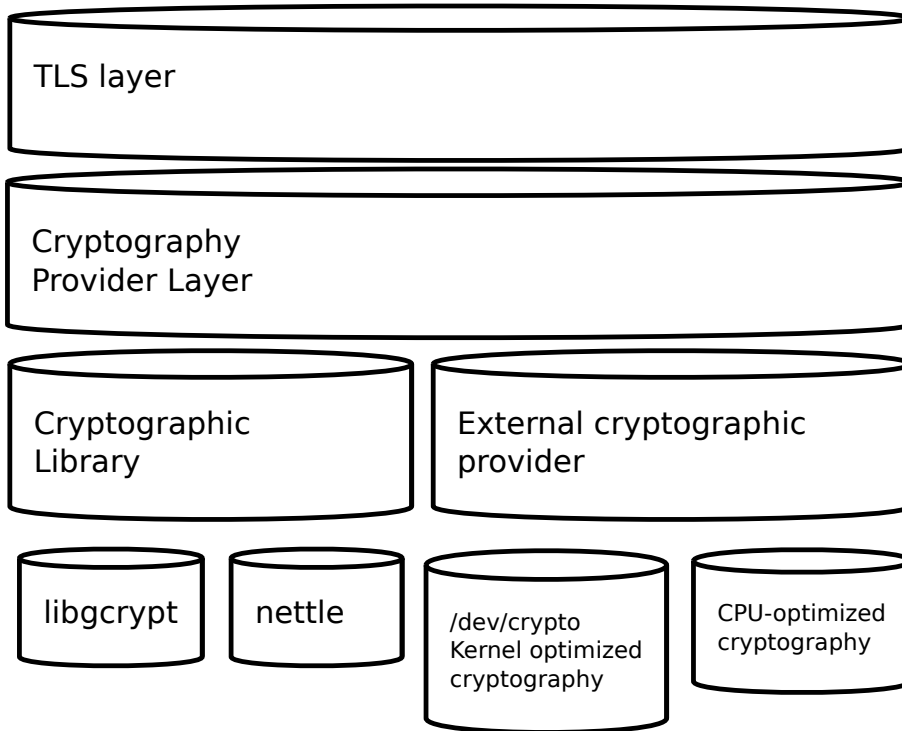 TLS layer
Cryptography
Provider Layer
Cryptographic
Library
External cryptographic
provider
libgcrypt
nettle
/dev/crypto
Kernel optimized
cryptography
CPU-optimized
cryptography